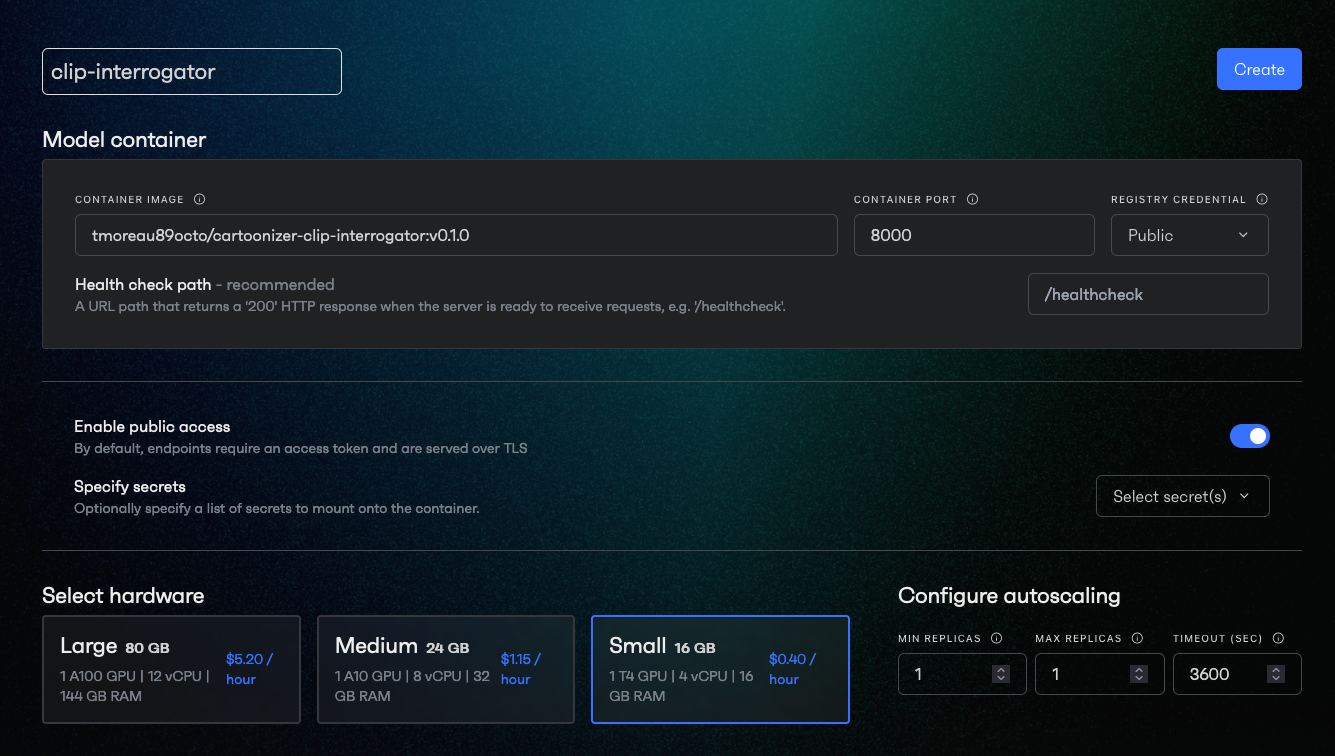 clip-interrogator
Create
Model container
CONTAINER IMAGE
CONTAINER PORT
REGISTRY CREDENTIAL
tmoreau89octo/cartoonizer-clip-interrogator:v0.1.0
8000
Public
Health check path - recommended
A URL path that returns a '200' HTTP response when the server is ready to receive requests, e.g. '/healthcheck'.
/healthcheck
Enable public access
By default, endpoints require an access token and are served over TLS
Specify secrets
Optionally specify a list of secrets to mount onto the container.
Select secret(s)
Select hardware
Large 80 GB
1 A100 GPU | 12 vCPU |
144 GB RAM
$5.20 /
hour
Medium 24 GB
1 A10 GPU | 8 vCPU | 32
GB RAM
$1.15 /
hour
Small 16 GB
1 T4 GPU | 4 vCPU | 16
GB RAM
$0.40 /
hour
Configure autoscaling
MIN REPLICAS
MAX REPLICAS
TIMEOUT (SEC)
1
1
3600